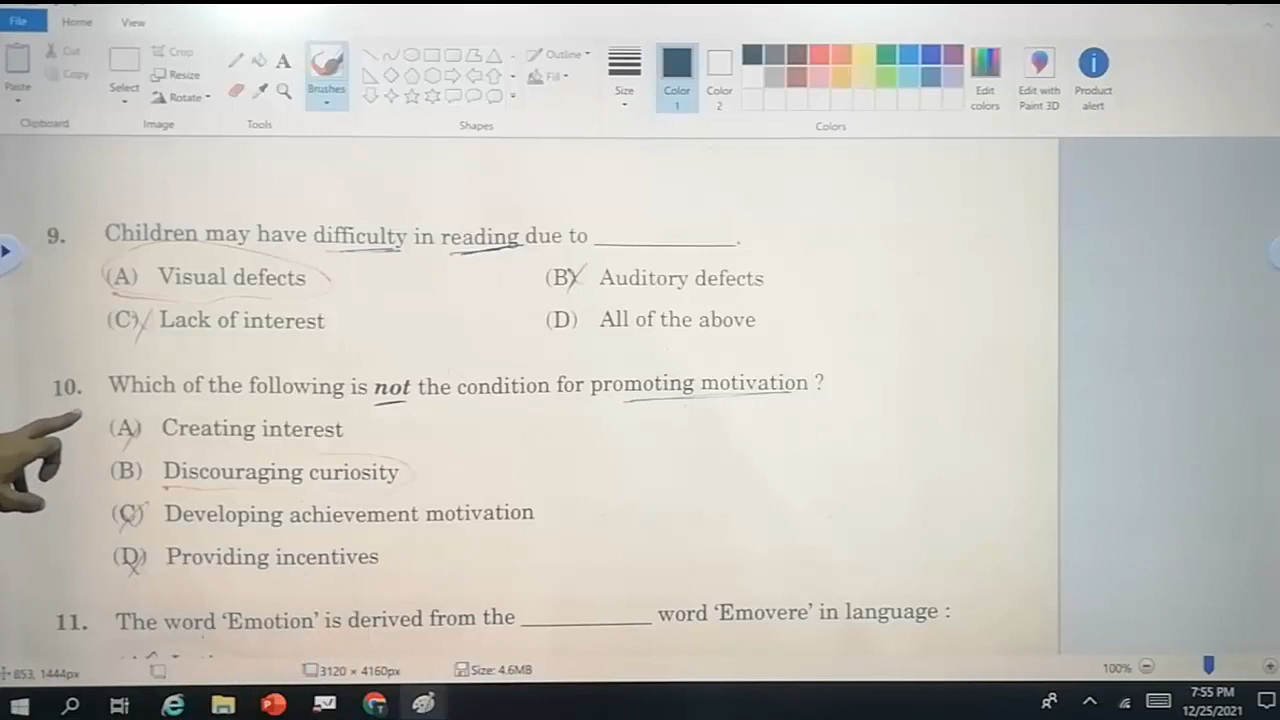 File Home View
Cut Crop Outline
Copy Resize Fill
Paste Select Rotate A Brushes Size Color 1 Color 2 Edit colors Edit with Paint 3D Product alert
Clipboard Image Tools Shapes Colors
9. Children may have difficulty in reading due to __________.
(A) Visual defects (B) Auditory defects
(C) Lack of interest (D) All of the above
10. Which of the following is not the condition for promoting motivation ?
(A) Creating interest
(B) Discouraging curiosity
(C) Developing achievement motivation
(D) Providing incentives
11. The word ‘Emotion’ is derived from the __________ word ‘Emovere’ in language :
853, 1444px 3120 × 4160px Size: 4.6MB 100%
7:55 PM
12/25/2021